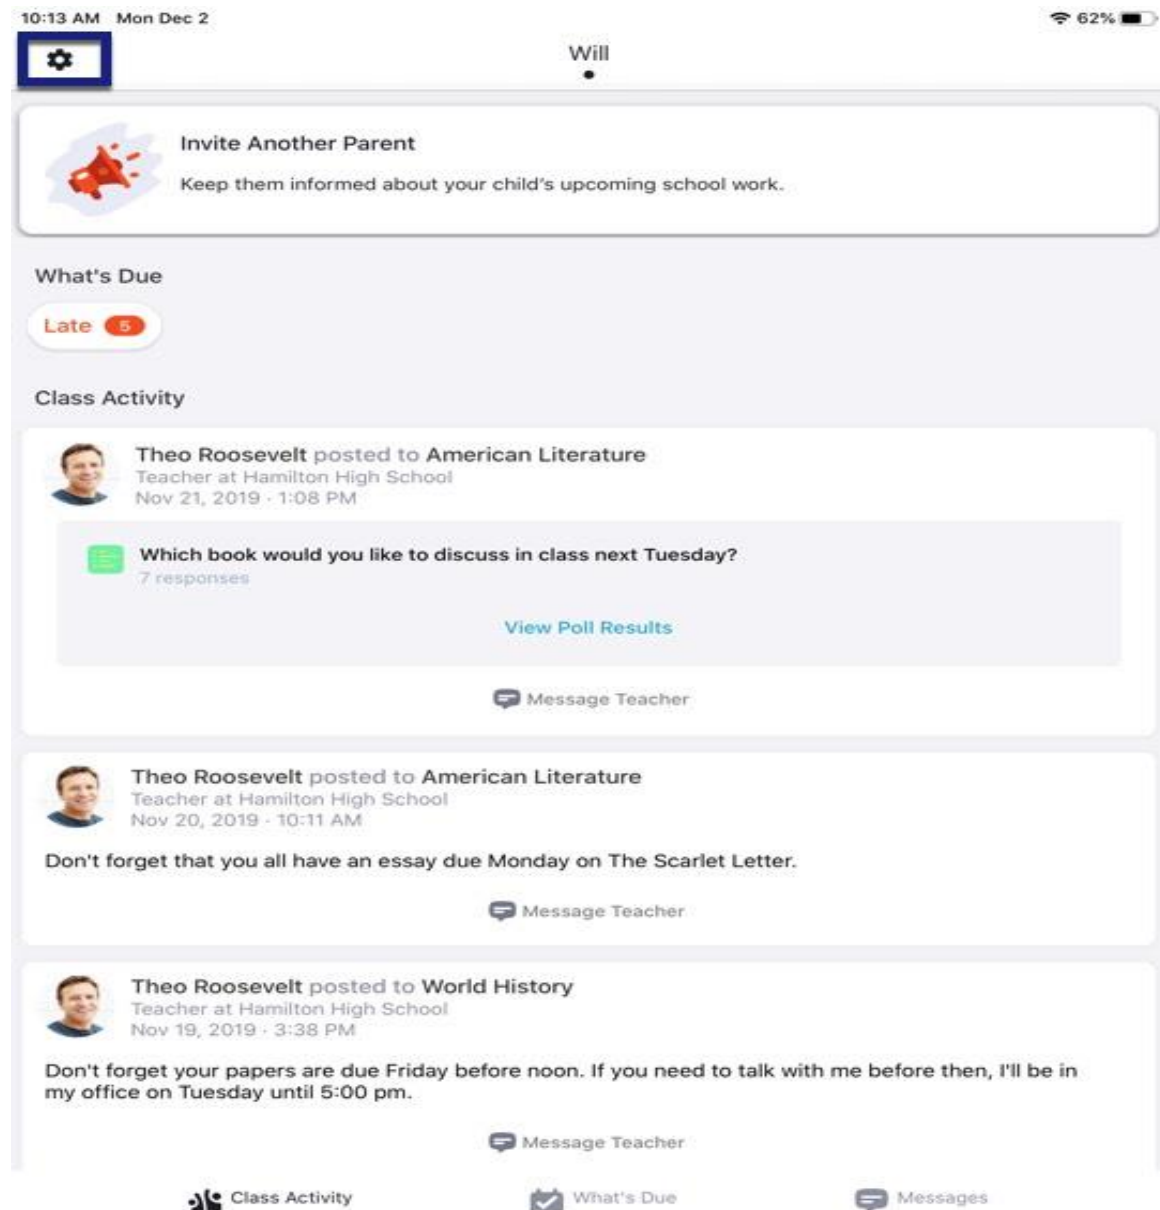 10:13 AM Mon Dec 2
62%
Will
Invite Another Parent
Keep them informed about your child's upcoming school work.
What's Due
Late 5
Class Activity
Theo Roosevelt posted to American Literature
Teacher at Hamilton High School
Nov 21, 2019 · 1:08 PM
Which book would you like to discuss in class next Tuesday?
7 responses
View Poll Results
Message Teacher
Theo Roosevelt posted to American Literature
Teacher at Hamilton High School
Nov 20, 2019 · 10:11 AM
Don't forget that you all have an essay due Monday on The Scarlet Letter.
Message Teacher
Theo Roosevelt posted to World History
Teacher at Hamilton High School
Nov 19, 2019 · 3:38 PM
Don't forget your papers are due Friday before noon. If you need to talk with me before then, I'll be in
my office on Tuesday until 5:00 pm.
Message Teacher
Class Activity
What's Due
Messages